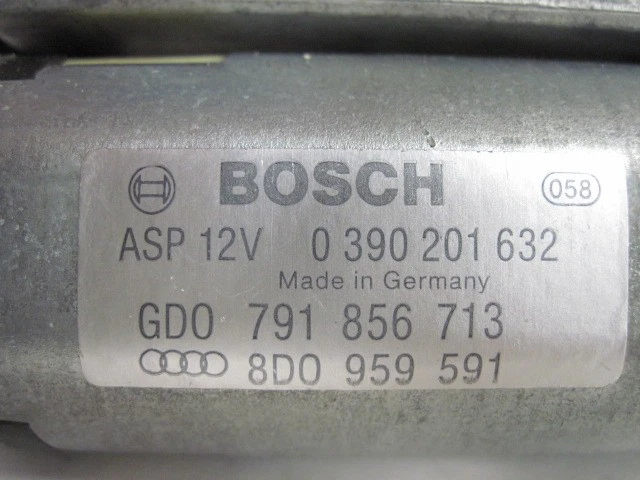 BOSCH 058
ASP 12V 0 390 201 632
Made in Germany
GDO 791 856 713
8D0 959 591